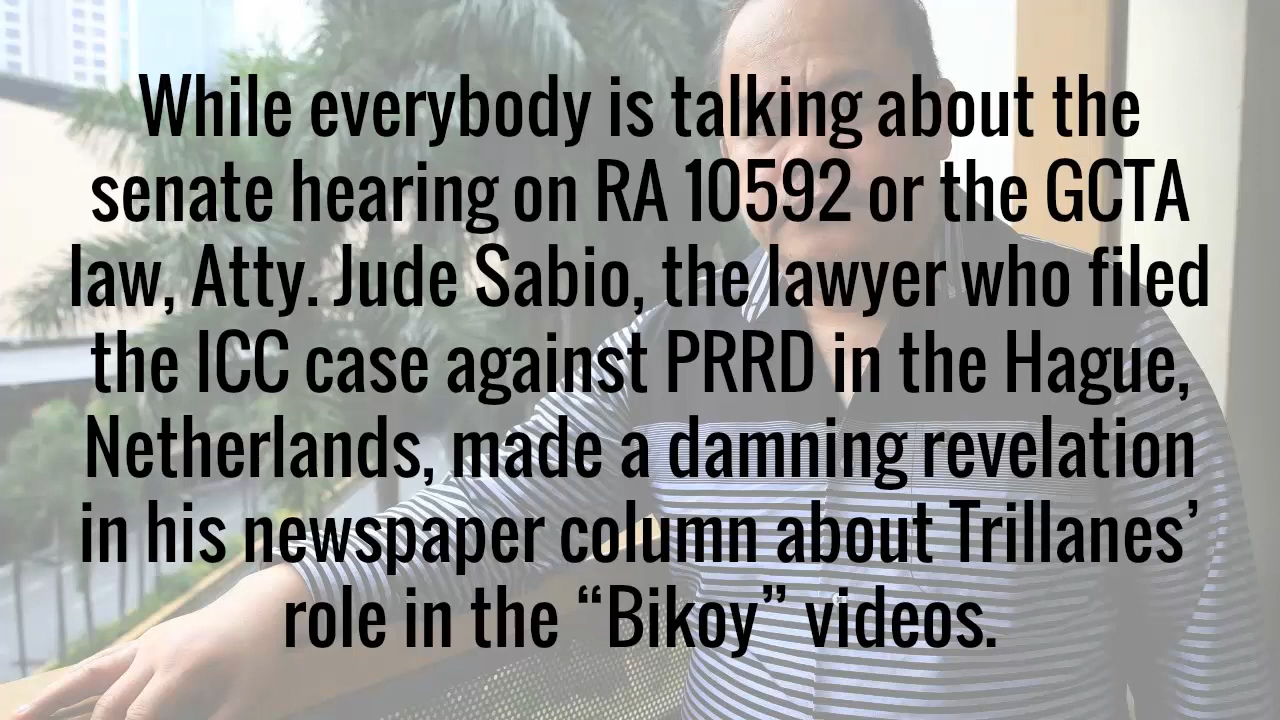 While everybody is talking about the
senate hearing on RA 10592 or the GCTA
law, Atty. Jude Sabio, the lawyer who filed
the ICC case against PRRD in the Hague,
Netherlands, made a damning revelation
in his newspaper column about Trillanes’
role in the “Bikoy” videos.